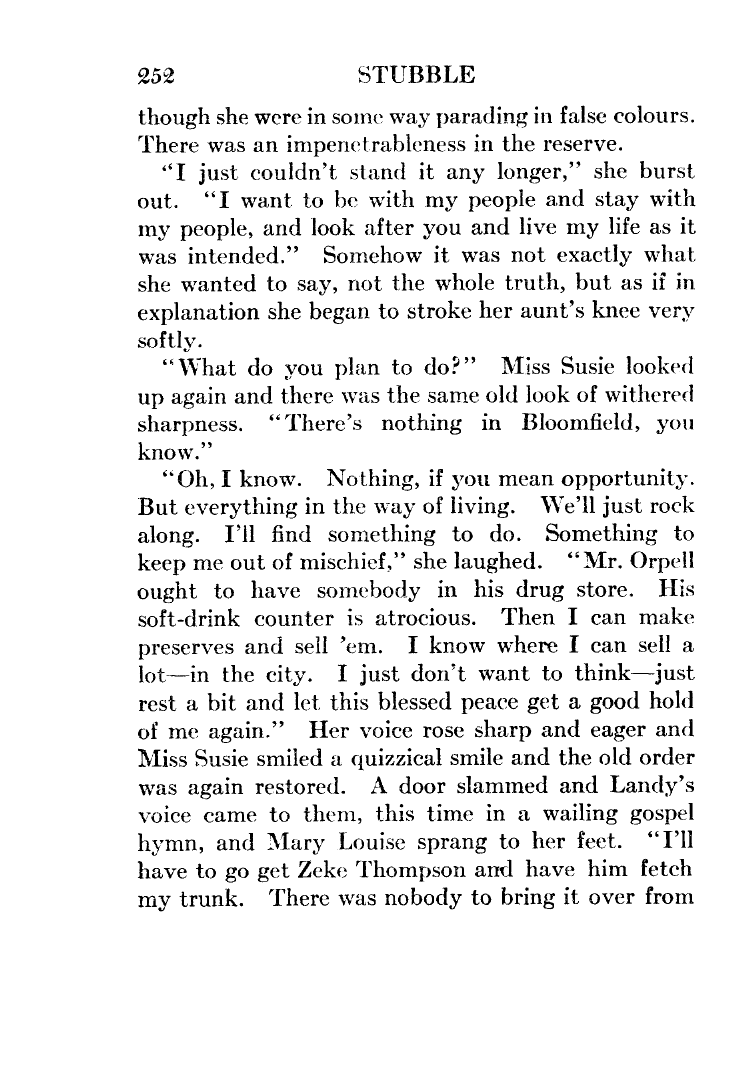 252 STUBBLE
though she were in some way parading in false colours.
There was an impenetrableness in the reserve.
“I just couldn’t stand it any longer,” she burst
out. “I want to be with my people and stay with
my people, and look after you and live my life as it
was intended.” Somehow it was not exactly what
she wanted to say, not the whole truth, but as if in
explanation she began to stroke her aunt’s knee very
softly.
“What do you plan to do?” Miss Susie looked
up again and there was the same old look of withered
sharpness. “There’s nothing in Bloomfield, you
know.”
“Oh, I know. Nothing, if you mean opportunity.
But everything in the way of living. We’ll just rock
along. I’ll find something to do. Something to
keep me out of mischief,” she laughed. “Mr. Orpell
ought to have somebody in his drug store. His
soft-drink counter is atrocious. Then I can make
preserves and sell ’em. I know where I can sell a
lot—in the city. I just don’t want to think—just
rest a bit and let this blessed peace get a good hold
of me again.” Her voice rose sharp and eager and
Miss Susie smiled a quizzical smile and the old order
was again restored. A door slammed and Landy’s
voice came to them, this time in a wailing gospel
hymn, and Mary Louise sprang to her feet. “I’ll
have to go get Zeke Thompson and have him fetch
my trunk. There was nobody to bring it over from